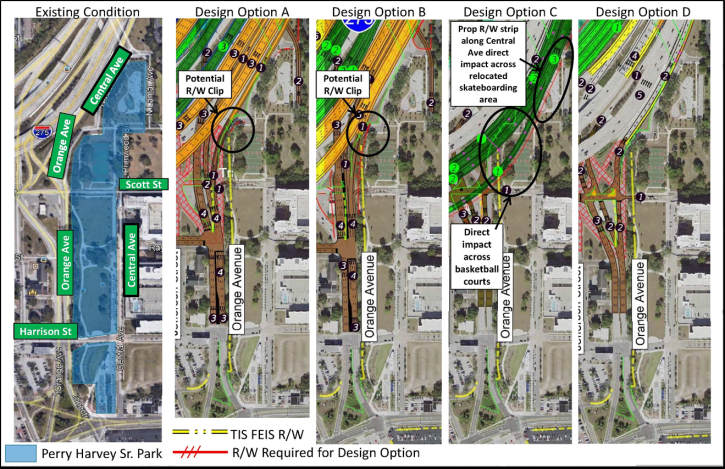 Existing Condition
Design Option A
Design Option B
Design Option C
Design Option D
Central Ave
Orange Ave
275
Scott St
Orange Ave
Central Ave
Harrison St
Potential
R/W Clip
Orange Avenue
275
Potential
R/W Clip
Orange Avenue
Prop R/W strip
along Central
Ave direct
impact across
relocated
skateboarding
area
Direct
impact
across
basketball
courts
Orange Avenue
Orange Avenue
Perry Harvey Sr. Park
TIS FEIS R/W
R/W Required for Design Option